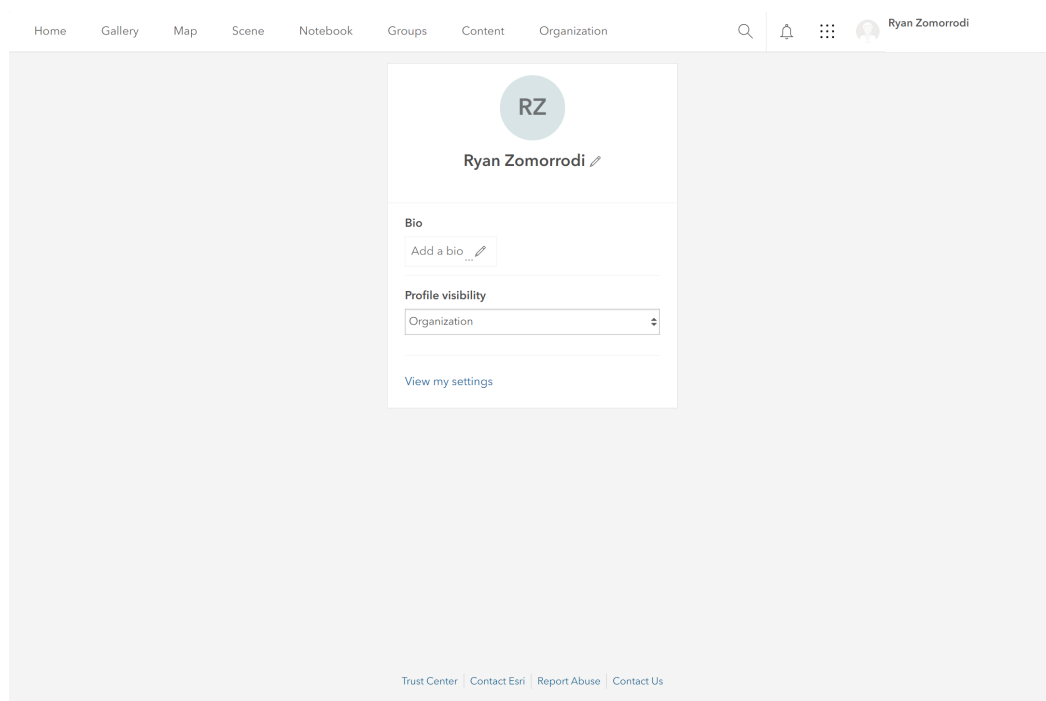 Home Gallery Map Scene Notebook Groups Content Organization Ryan Zomorrodi
RZ
Ryan Zomorrodi
Bio
Add a bio ...
Profile visibility
Organization
View my settings
Trust Center Contact Esri Report Abuse Contact Us